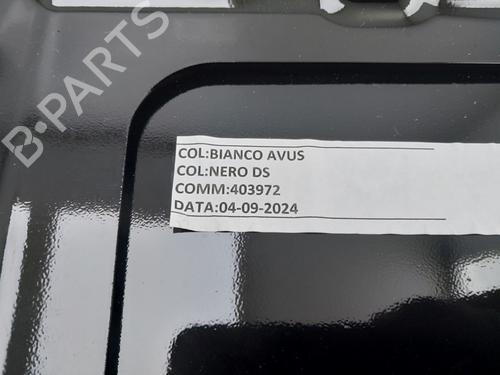 B-PARTS
COL:BIANCO AVUS
COL:NERO DS
COMM:403972
DATA:04-09-2024